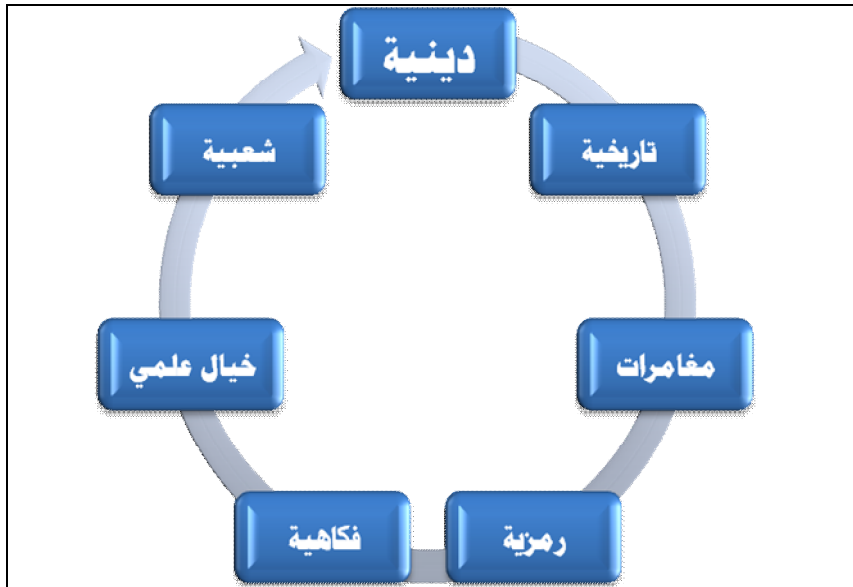 دينية
تاريخية
مغامرات
رمزية
فكاهية
خيال علمي
شعبية